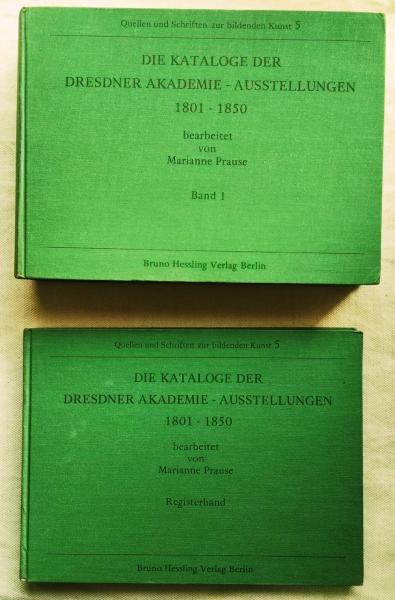 Quellen und Schriften zur bildenden Kunst 5
DIE KATALOGE DER
DRESDNER AKADEMIE - AUSSTELLUNGEN
1801 - 1850
bearbeitet
von
Marianne Prause
Band 1
Bruno Hessling Verlag Berlin
Quellen und Schriften zur bildenden Kunst 5
DIE KATALOGE DER
DRESDNER AKADEMIE - AUSSTELLUNGEN
1801 - 1850
bearbeitet
von
Marianne Prause
Registerband
Bruno Hessling Verlag Berlin